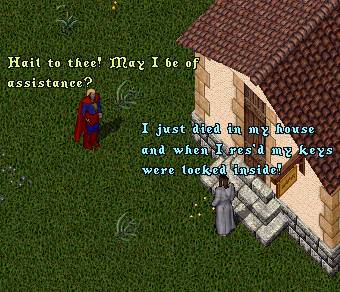 Hail to thee! May I be of
assistance?
I just died in my house
and when I res'd my keys
were locked inside!